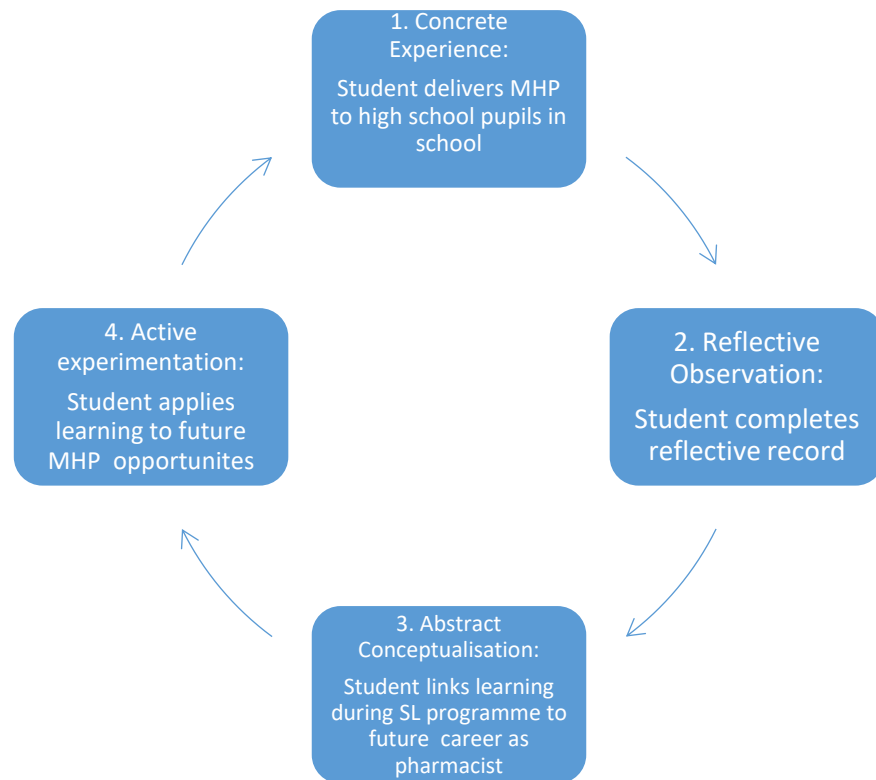 1. Concrete
Experience:
Student delivers MHP
to high school pupils in
school
2. Reflective
Observation:
Student completes
reflective record
3. Abstract
Conceptualisation:
Student links learning
during SL programme to
future career as
pharmacist
4. Active
experimentation:
Student applies
learning to future
MHP opportunites